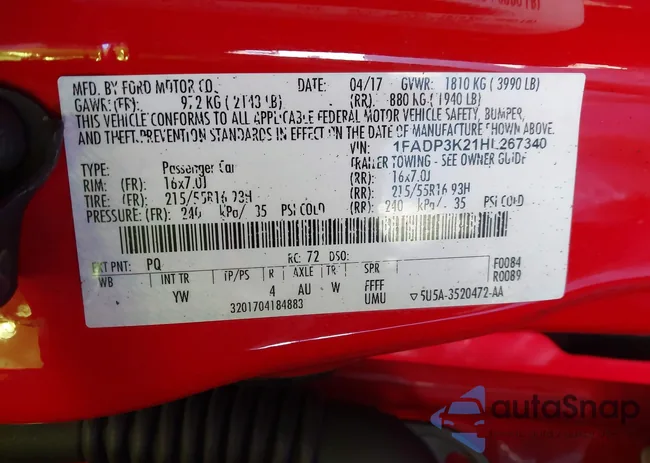 MFD. BY FORD MOTOR CO. DATE: 04/17 GVWR: 1810 KG (3990 LB)
GAWR: (FR): 972 KG (2143 LB) (RR): 880 KG (1940 LB)
THIS VEHICLE CONFORMS TO ALL APPLICABLE FEDERAL MOTOR VEHICLE SAFETY, BUMPER,
AND THEFT PREVENTION STANDARDS IN EFFECT ON THE DATE OF MANUFACTURE SHOWN ABOVE.
VIN: 1FADP3K21HL267340
TYPE: Passenger Car TRAILER TOWING - SEE OWNER GUIDE
RIM: (FR): 16x7.0J (RR): 16x7.0J
TIRE: (FR): 215/55R16 93H (RR): 215/55R16 93H
PRESSURE: (FR): 240 kPa/ 35 PSI COLD (RR): 240 kPa/ 35 PSI COLD
EXT PNT: PQ RC: 72 DSO: F0084
WB INT TR TP/PS R AXLE TR SPR R0089
YW 4 AU W FFFF
3201704184883 UMU ▽5U5A-3520472-AA
autoSnap